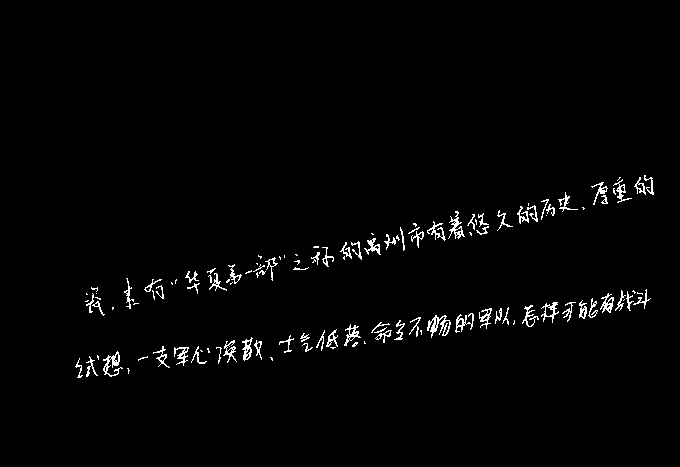 瓷,素有“华夏第一都”之称的禹州市有着悠久的历史、厚重的
试想,一支军心涣散、士气低落、命令不畅的军队,怎样可能有战斗